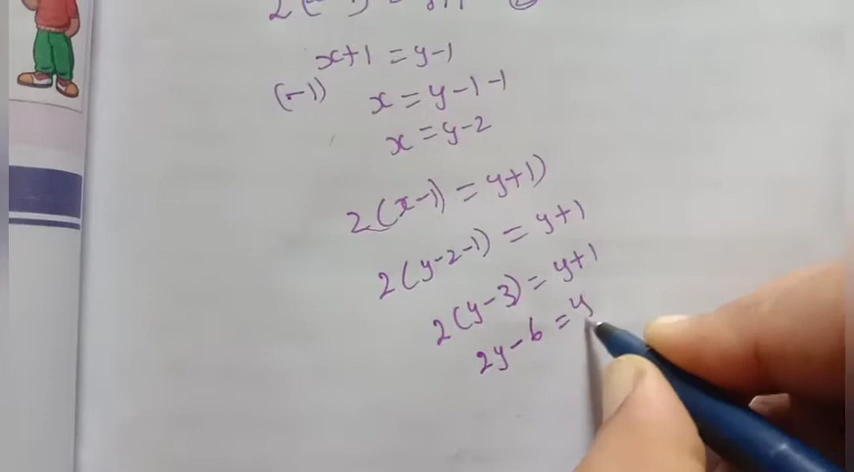 x+1 = y-1
(-1) x = y-1-1
x = y-2
2(x-1) = y+1)
2(y-2-1) = y+1
2(y-3) = y+1
2y-6 = y